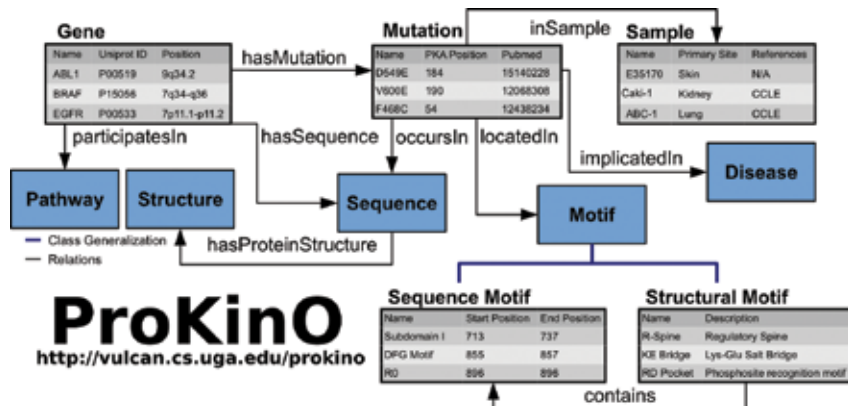 Gene
Name Uniprot ID Position
ABL1 P00519 9q34.2
BRAF P15056 7q34-q36
EGFR P00533 7p11.1-p11.2
hasMutation
Mutation
Name PKA Position Pubmed
D549E 184 15140228
V600E 190 12068308
F468C 54 12438234
inSample
Sample
Name Primary Site References
E35170 Skin N/A
Caki-1 Kidney CCLE
ABC-1 Lung CCLE
participatesIn
hasSequence
occursIn
locatedIn
implicatedIn
Pathway
Structure
Sequence
Motif
Disease
hasProteinStructure
Class Generalization
Relations
ProKinO
http://vulcan.cs.uga.edu/prokino
Sequence Motif
Name Start Position End Position
Subdomain I 713 737
DFG Motif 855 857
R0 896 896
Structural Motif
Name Description
R-Spine Regulatory Spine
KE Bridge Lys-Glu Salt Bridge
RD Pocket Phosphosite recognition motif
contains